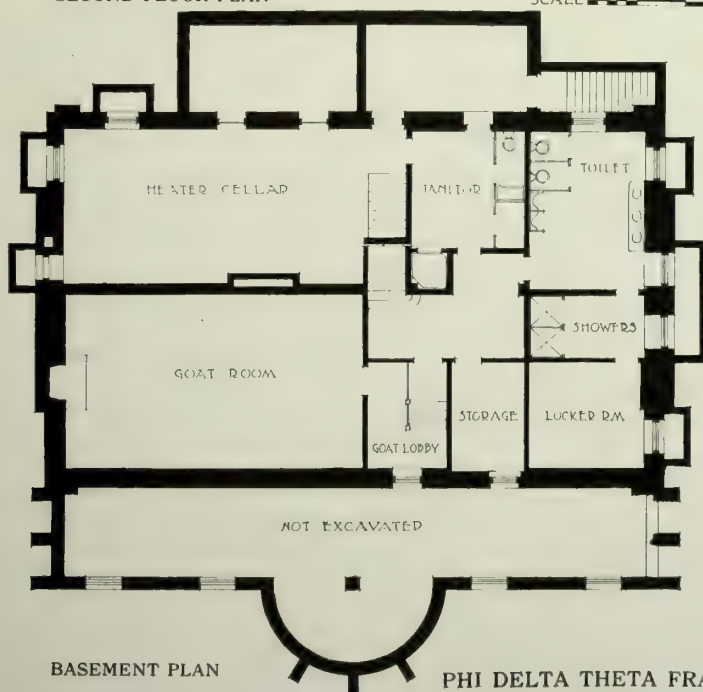 SECOND FLOOR PLAN
SCALE
HEATER CELLAR
JANITOR
TOILET
GOAT ROOM
SHOWERS
GOAT LOBBY
STORAGE
LOCKER RM
NOT EXCAVATED
BASEMENT PLAN
PHI DELTA THETA FRA